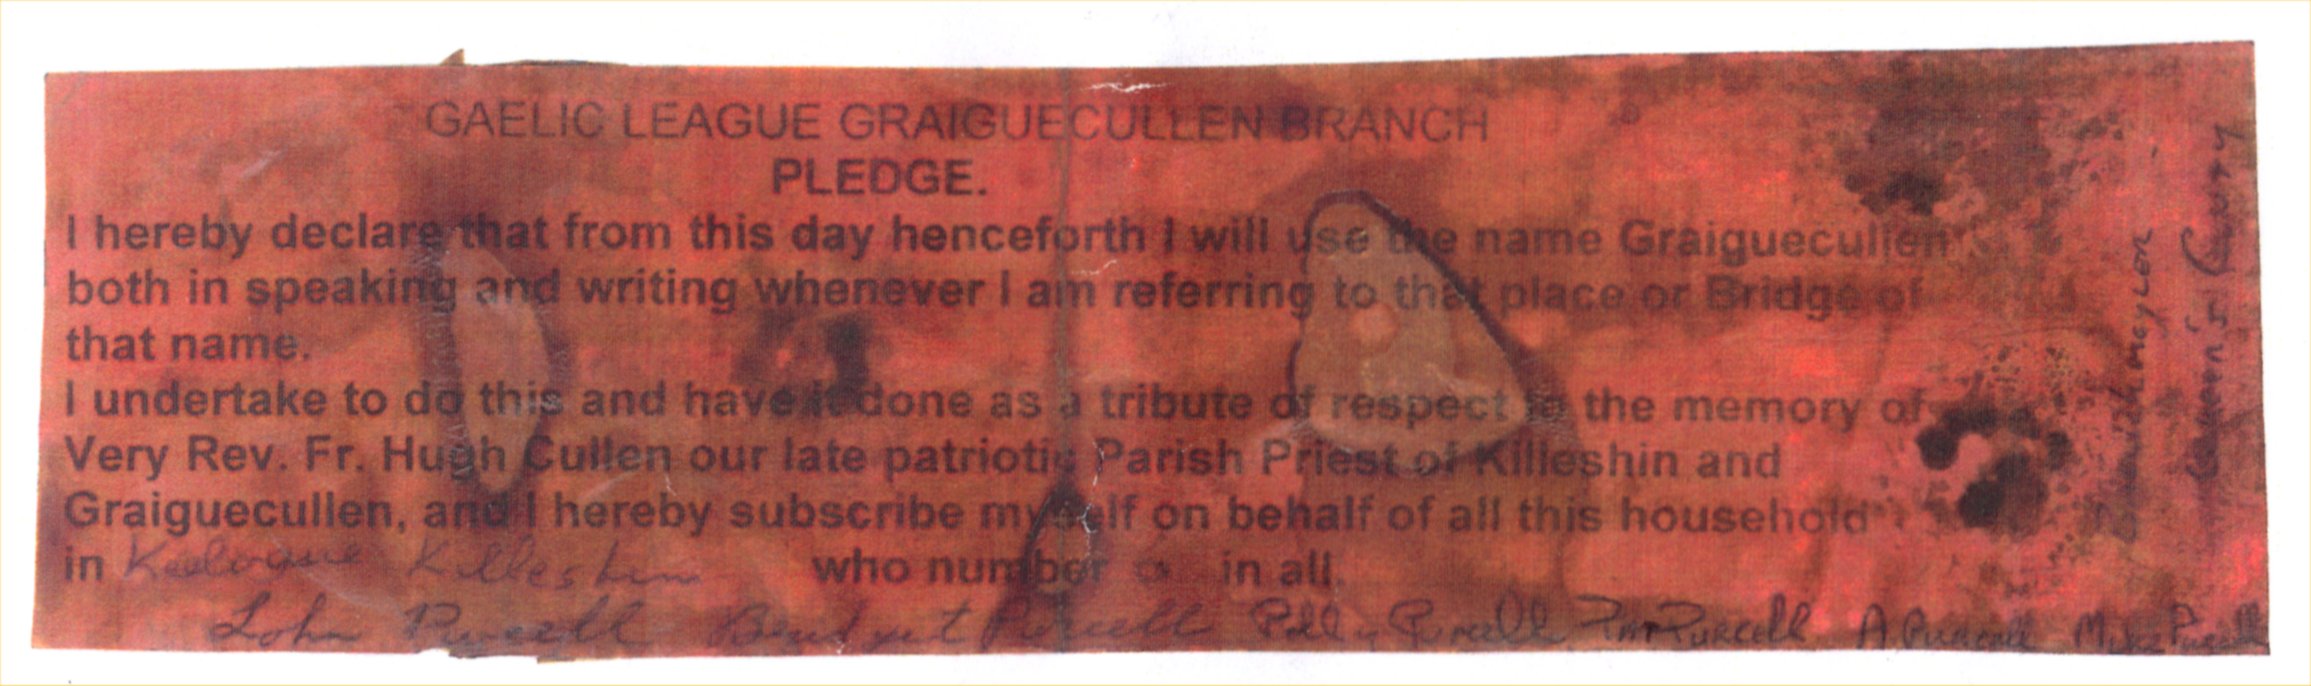 GAELIC LEAGUE GRAIGUECULLEN BRANCH
PLEDGE.
I hereby declare that from this day henceforth I will use the name Graiguecullen
both in speaking and writing whenever I am referring to that place or Bridge of
that name.
I undertake to do this and have it done as a tribute of respect to the memory of
Very Rev. Fr. Hugh Cullen our late patriotic Parish Priest of Killeshin and
Graiguecullen, and I hereby subscribe myself on behalf of all this household
in Keelogue Killeshin who number in all.
John Purcell Bridget Purcell Polly Purcell Pat Purcell A. Purcell Mike Purcell